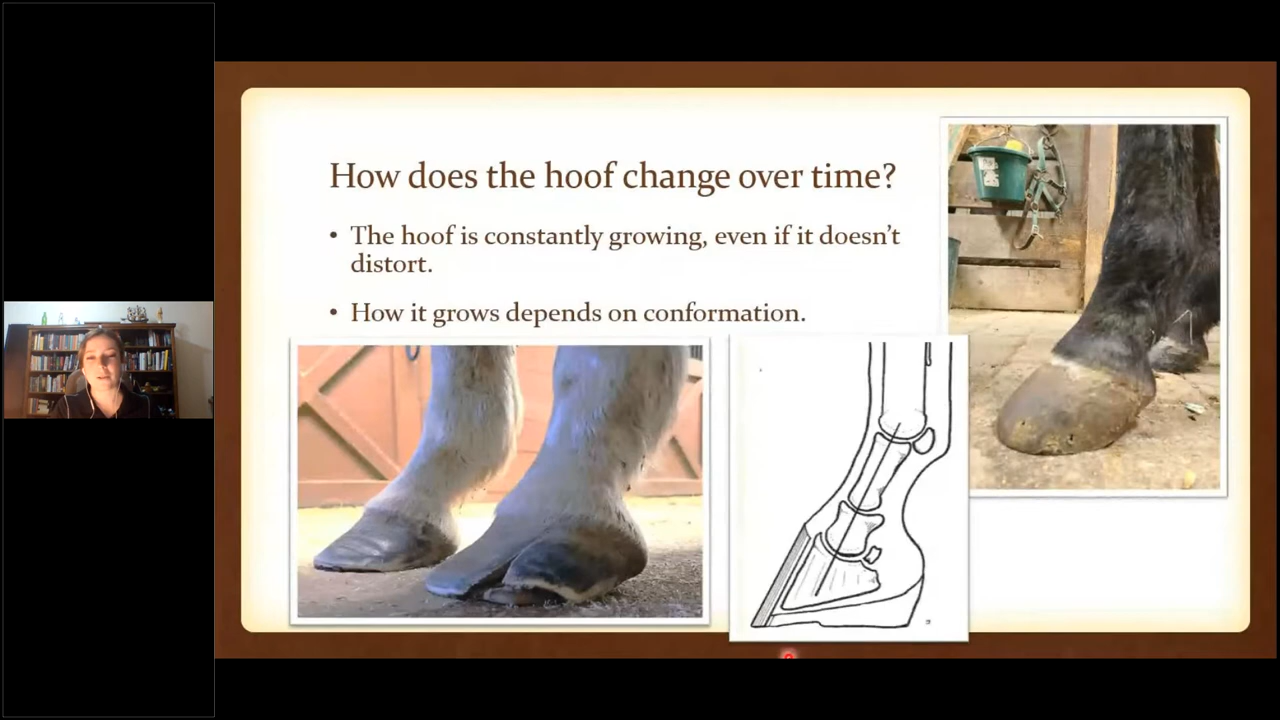 How does the hoof change over time?
• The hoof is constantly growing, even if it doesn’t
distort.
• How it grows depends on conformation.